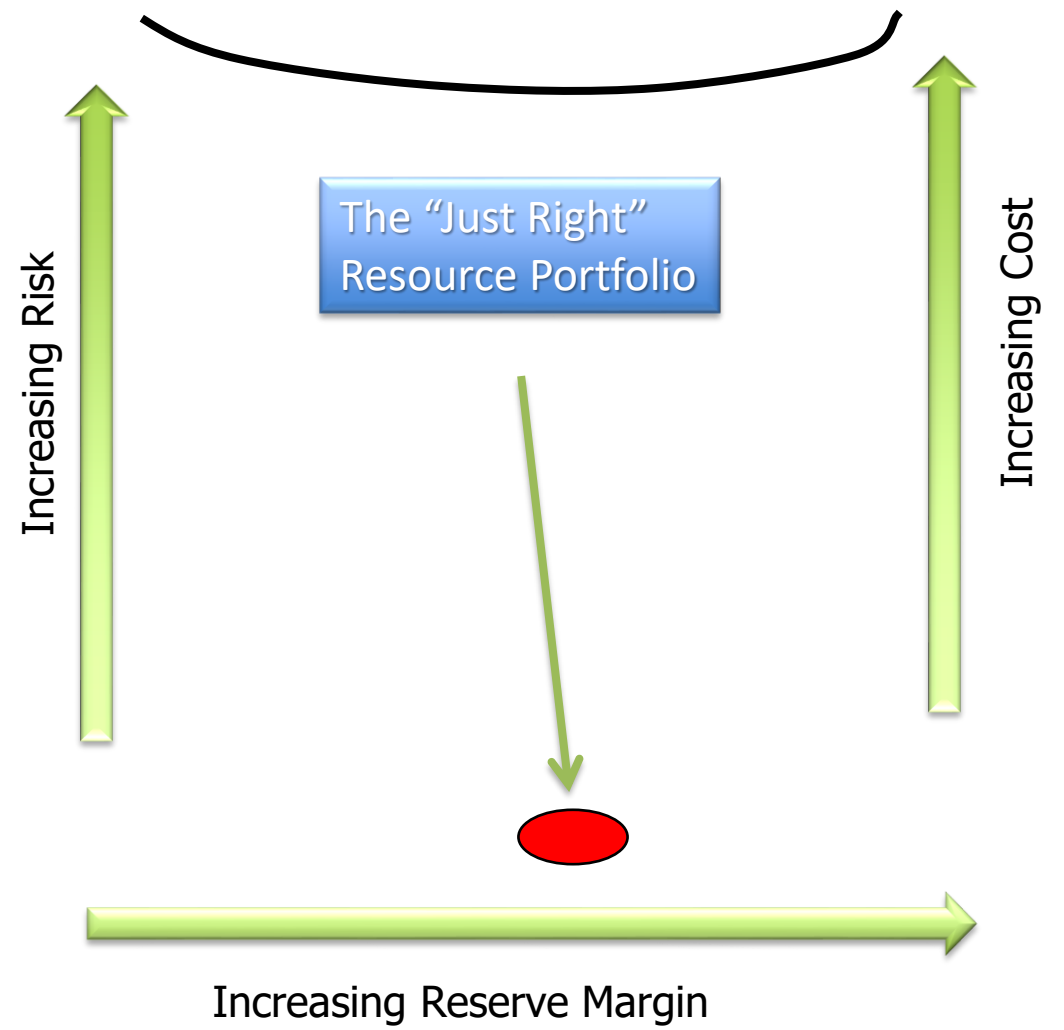 The “Just Right”
Resource Portfolio
Increasing Risk
Increasing Cost
Increasing Reserve Margin